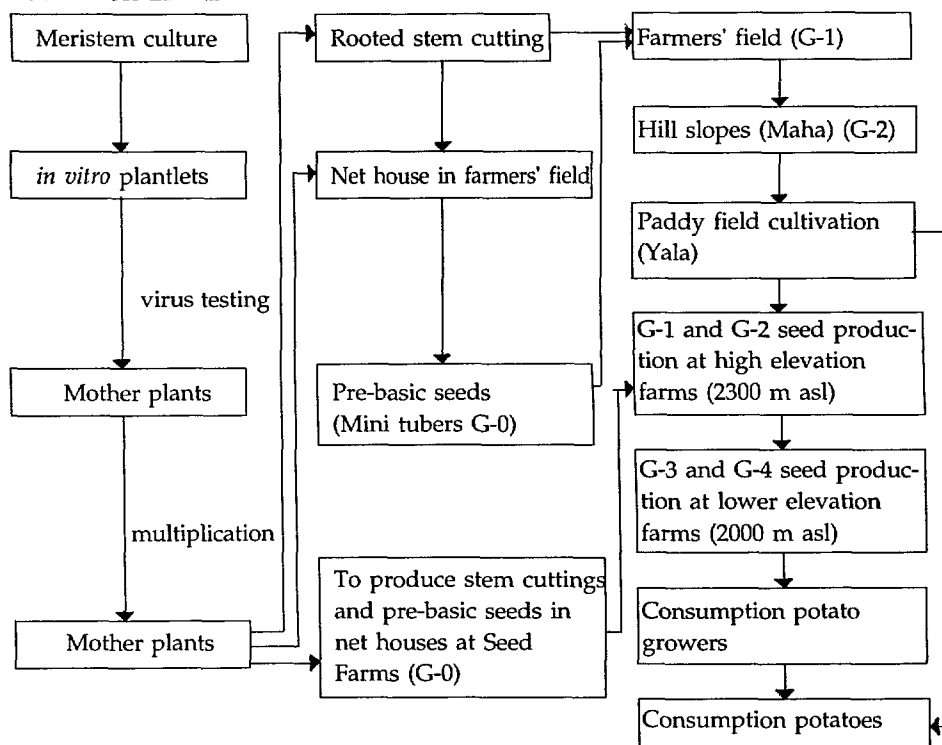 Meristem culture
in vitro plantlets
virus testing
Mother plants
multiplication
Mother plants
Rooted stem cutting
Net house in farmers' field
Pre-basic seeds
(Mini tubers G-0)
To produce stem cuttings
and pre-basic seeds in
net houses at Seed
Farms (G-0)
Farmers' field (G-1)
Hill slopes (Maha) (G-2)
Paddy field cultivation
(Yala)
G-1 and G-2 seed produc-
tion at high elevation
farms (2300 m asl)
G-3 and G-4 seed produc-
tion at lower elevation
farms (2000 m asl)
Consumption potato
growers
Consumption potatoes